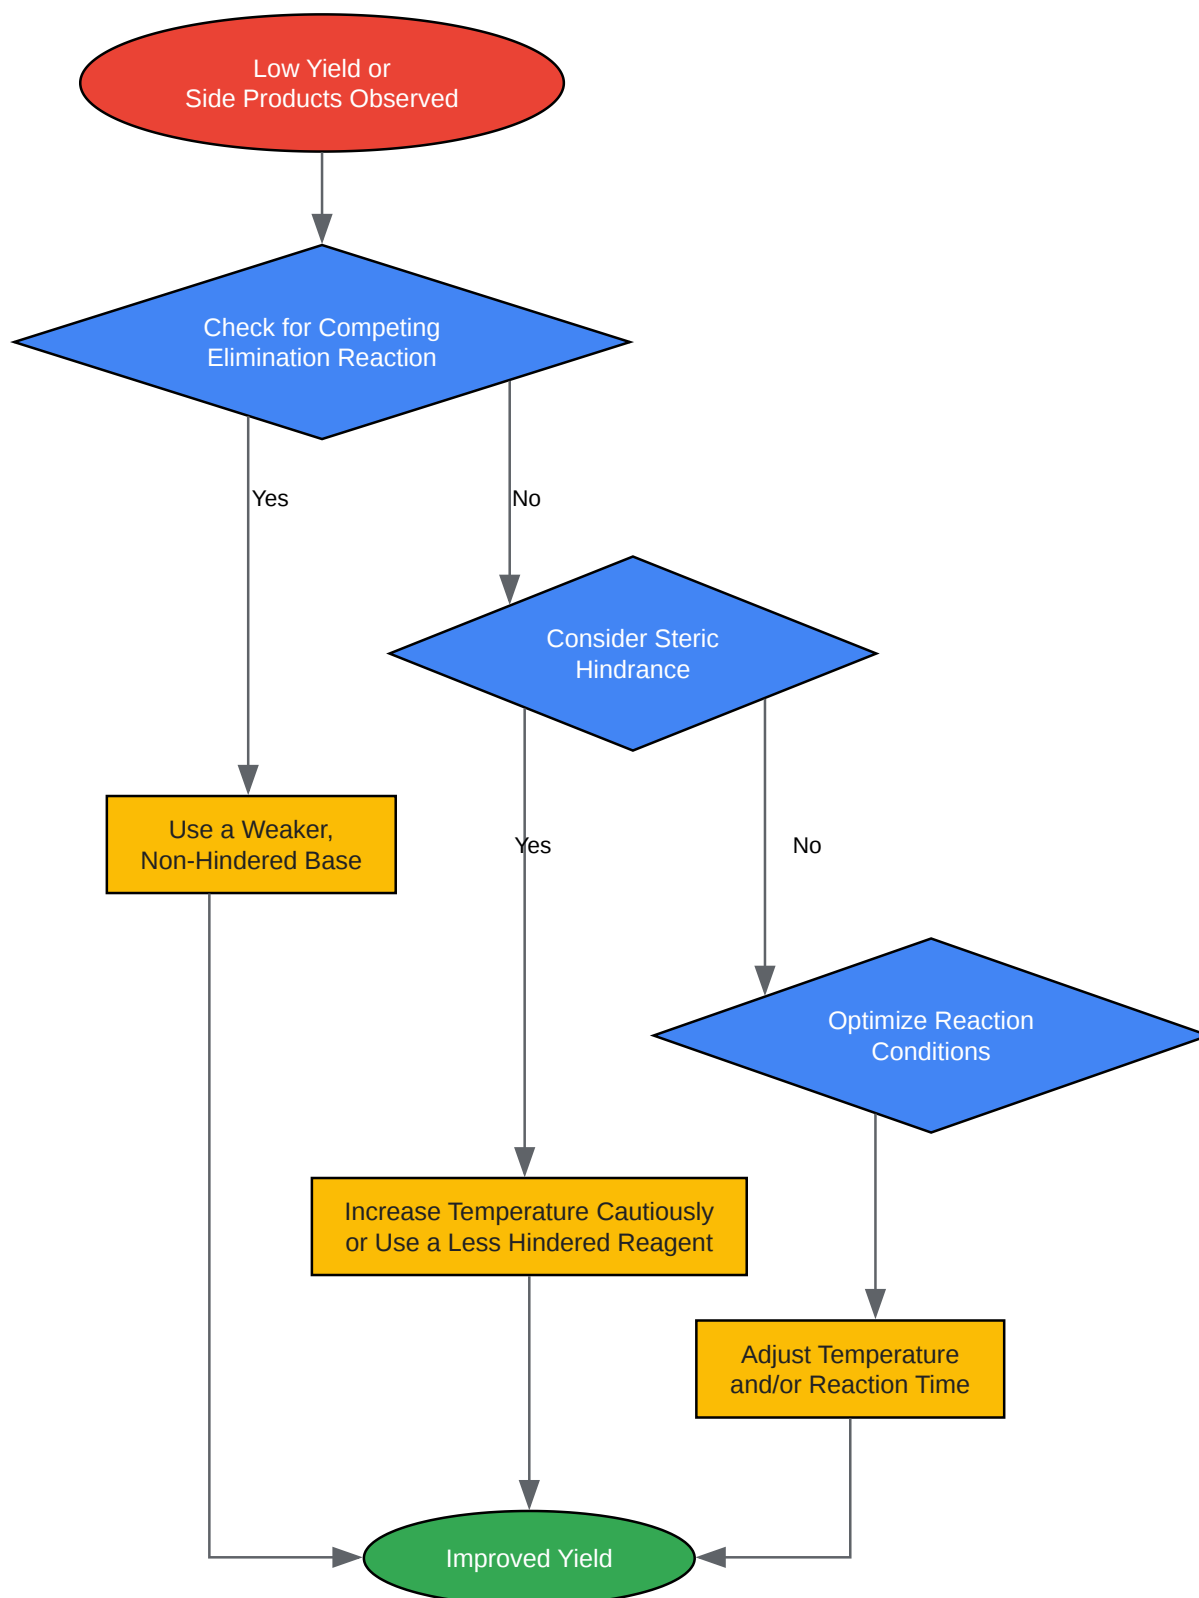 Low Yield or
Side Products Observed
Check for Competing
Elimination Reaction
Yes
No
Consider Steric
Hindrance
Use a Weaker,
Non-Hindered Base
Yes
No
Optimize Reaction
Conditions
Increase Temperature Cautiously
or Use a Less Hindered Reagent
Adjust Temperature
and/or Reaction Time
Improved Yield